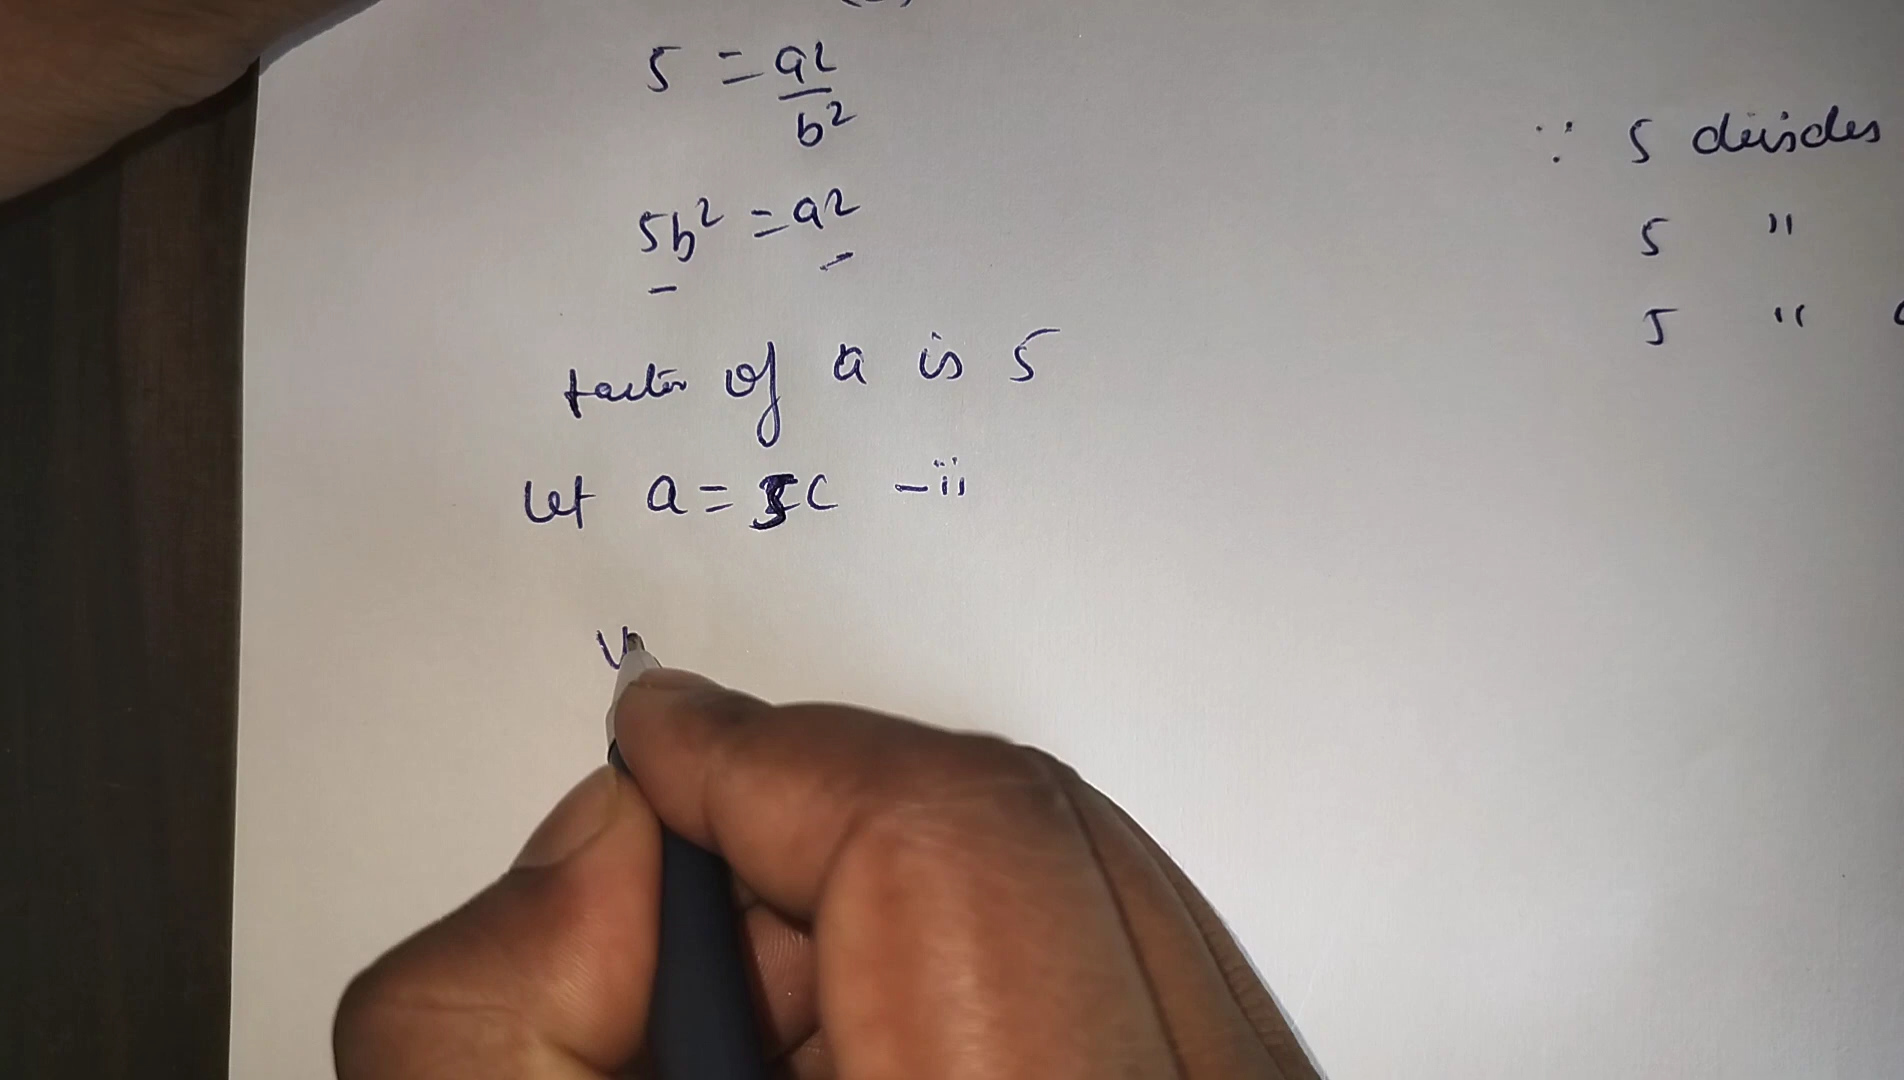 5 = a2
b2
5b2 = a2
factor of a is 5
let a = 5c - ii
∵ 5 divides
5 "
5 "